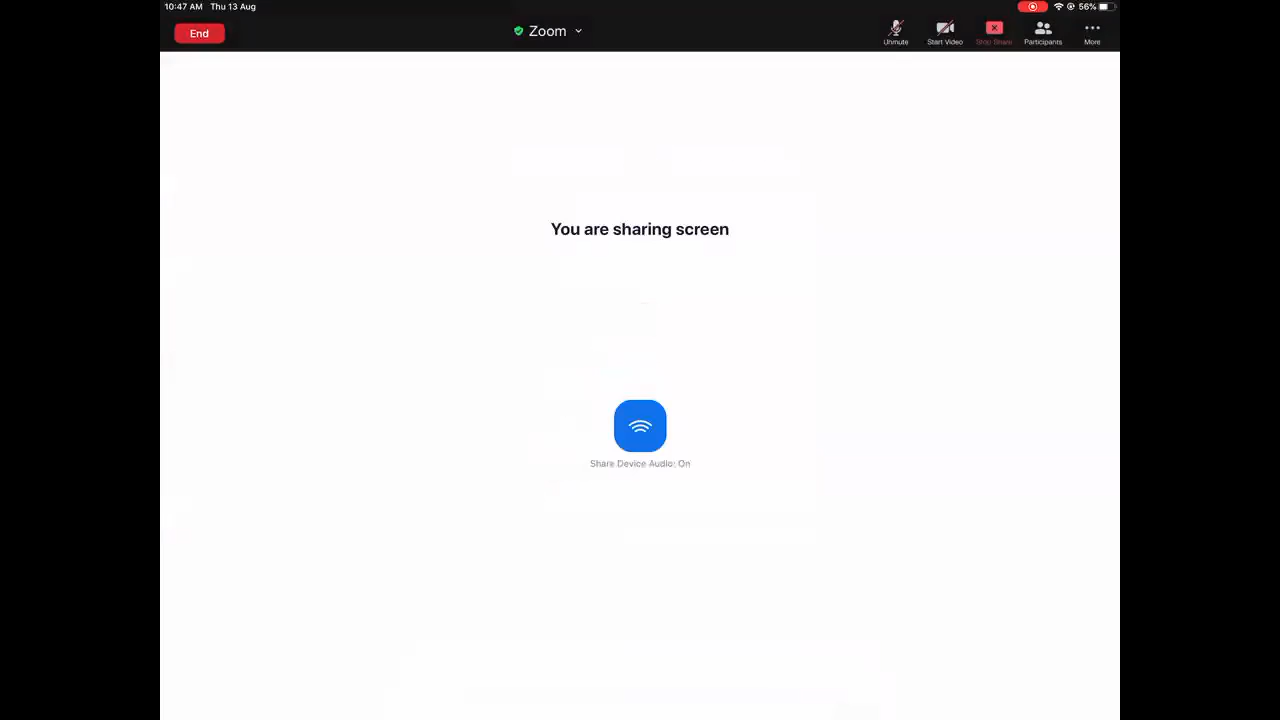 10:47 AM Thu 13 Aug
56%
End
Zoom
Unmute
Start Video
Stop Share
Participants
More
You are sharing screen
Share Device Audio: On